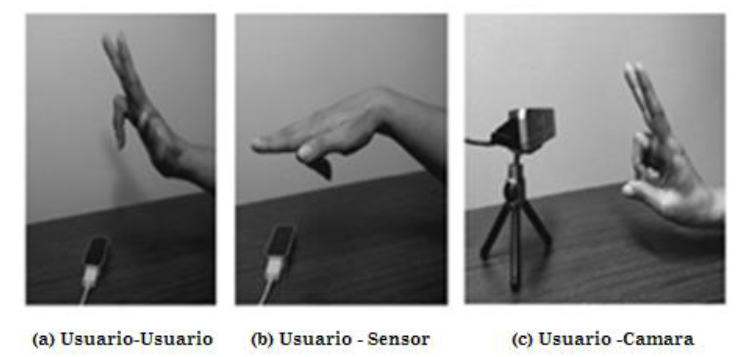 (a) Usuario-Usuario
(b) Usuario - Sensor
(c) Usuario -Camara